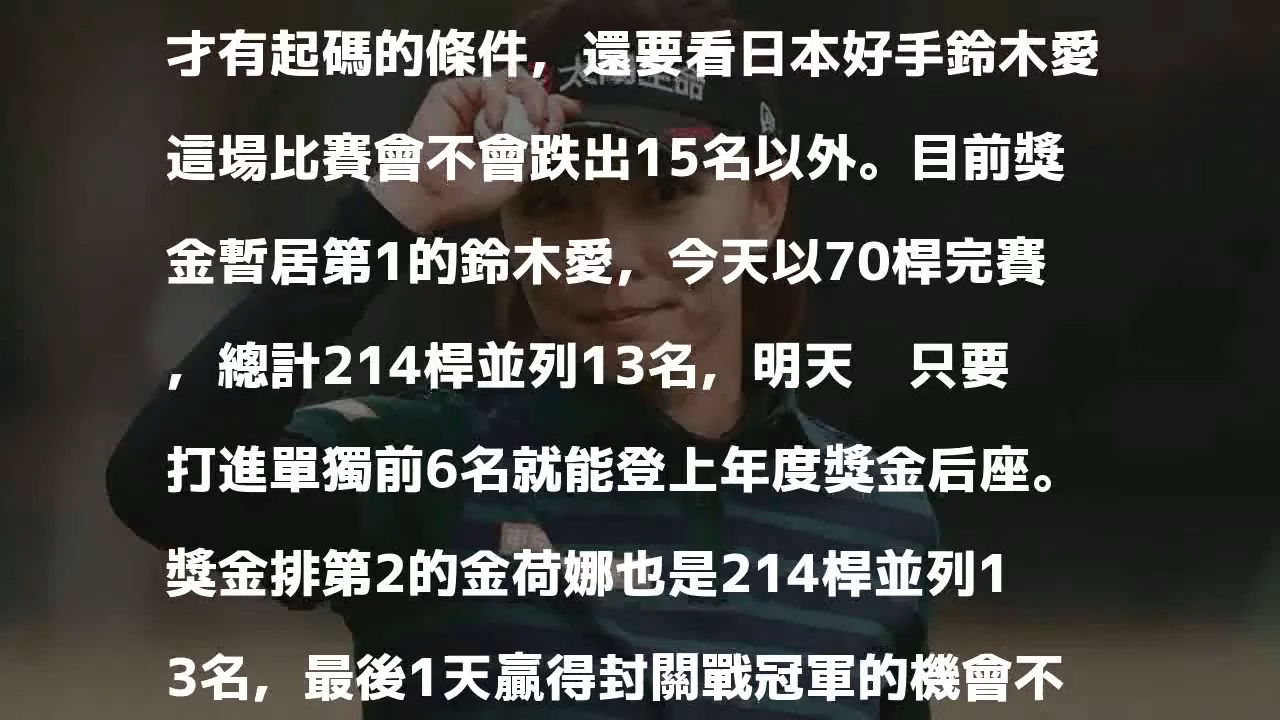 才有起碼的條件，還要看日本好手鈴木愛
這場比賽會不會跌出15名以外。目前獎
金暫居第1的鈴木愛，今天以70桿完賽
，總計214桿並列13名，明天　只要
打進單獨前6名就能登上年度獎金后座。
獎金排第2的金荷娜也是214桿並列1
3名，最後1天贏得封關戰冠軍的機會不